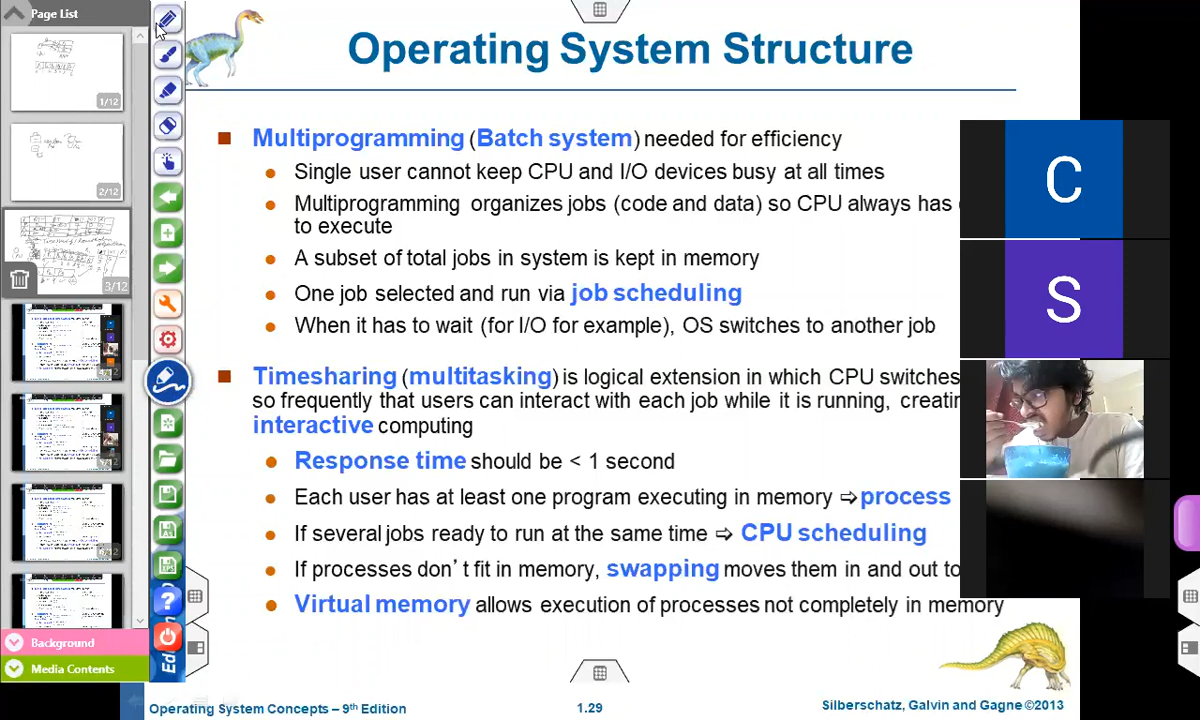 Page List
Operating System Structure
1/12
Multiprogramming (Batch system) needed for efficiency
Single user cannot keep CPU and I/O devices busy at all times
2/12
Multiprogramming organizes jobs (code and data) so CPU always has
to execute
A subset of total jobs in system is kept in memory
3/12
One job selected and run via job scheduling
When it has to wait (for I/O for example), OS switches to another job
C
S
Timesharing (multitasking) is logical extension in which CPU switches
so frequently that users can interact with each job while it is running, creatin
interactive computing
Response time should be < 1 second
Each user has at least one program executing in memory ⇨process
If several jobs ready to run at the same time ⇨ CPU scheduling
If processes don't fit in memory, swapping moves them in and out to
Virtual memory allows execution of processes not completely in memory
Background
Media Contents
Operating System Concepts – 9th Edition
1.29
Silberschatz, Galvin and Gagne ©2013